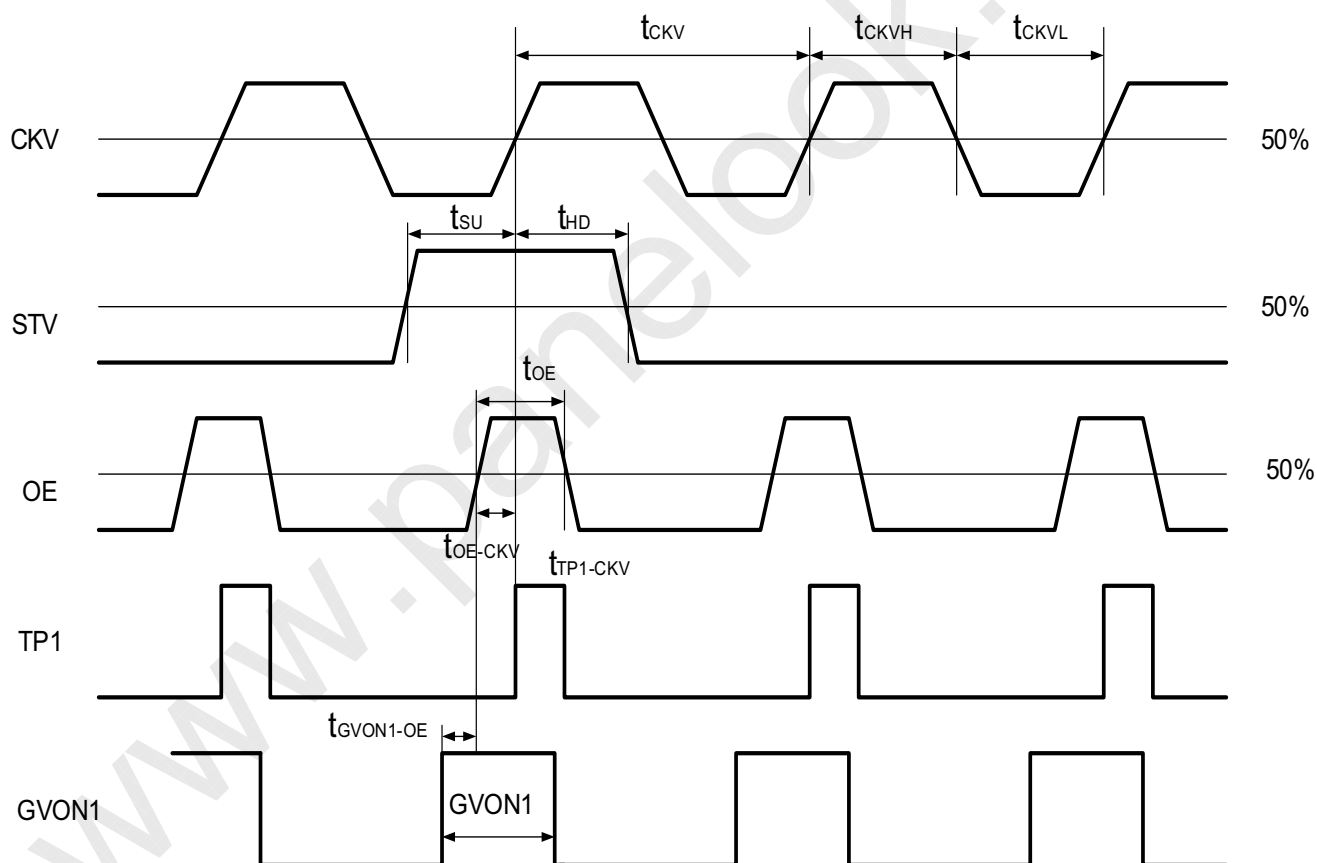 tCKV tCKVH tCKVL
CKV 50%
tSU tHD
STV 50%
tOE
OE 50%
tOE-CKV
tTP1-CKV
TP1
tGVON1-OE
GVON1 GVON1
www.panelook.